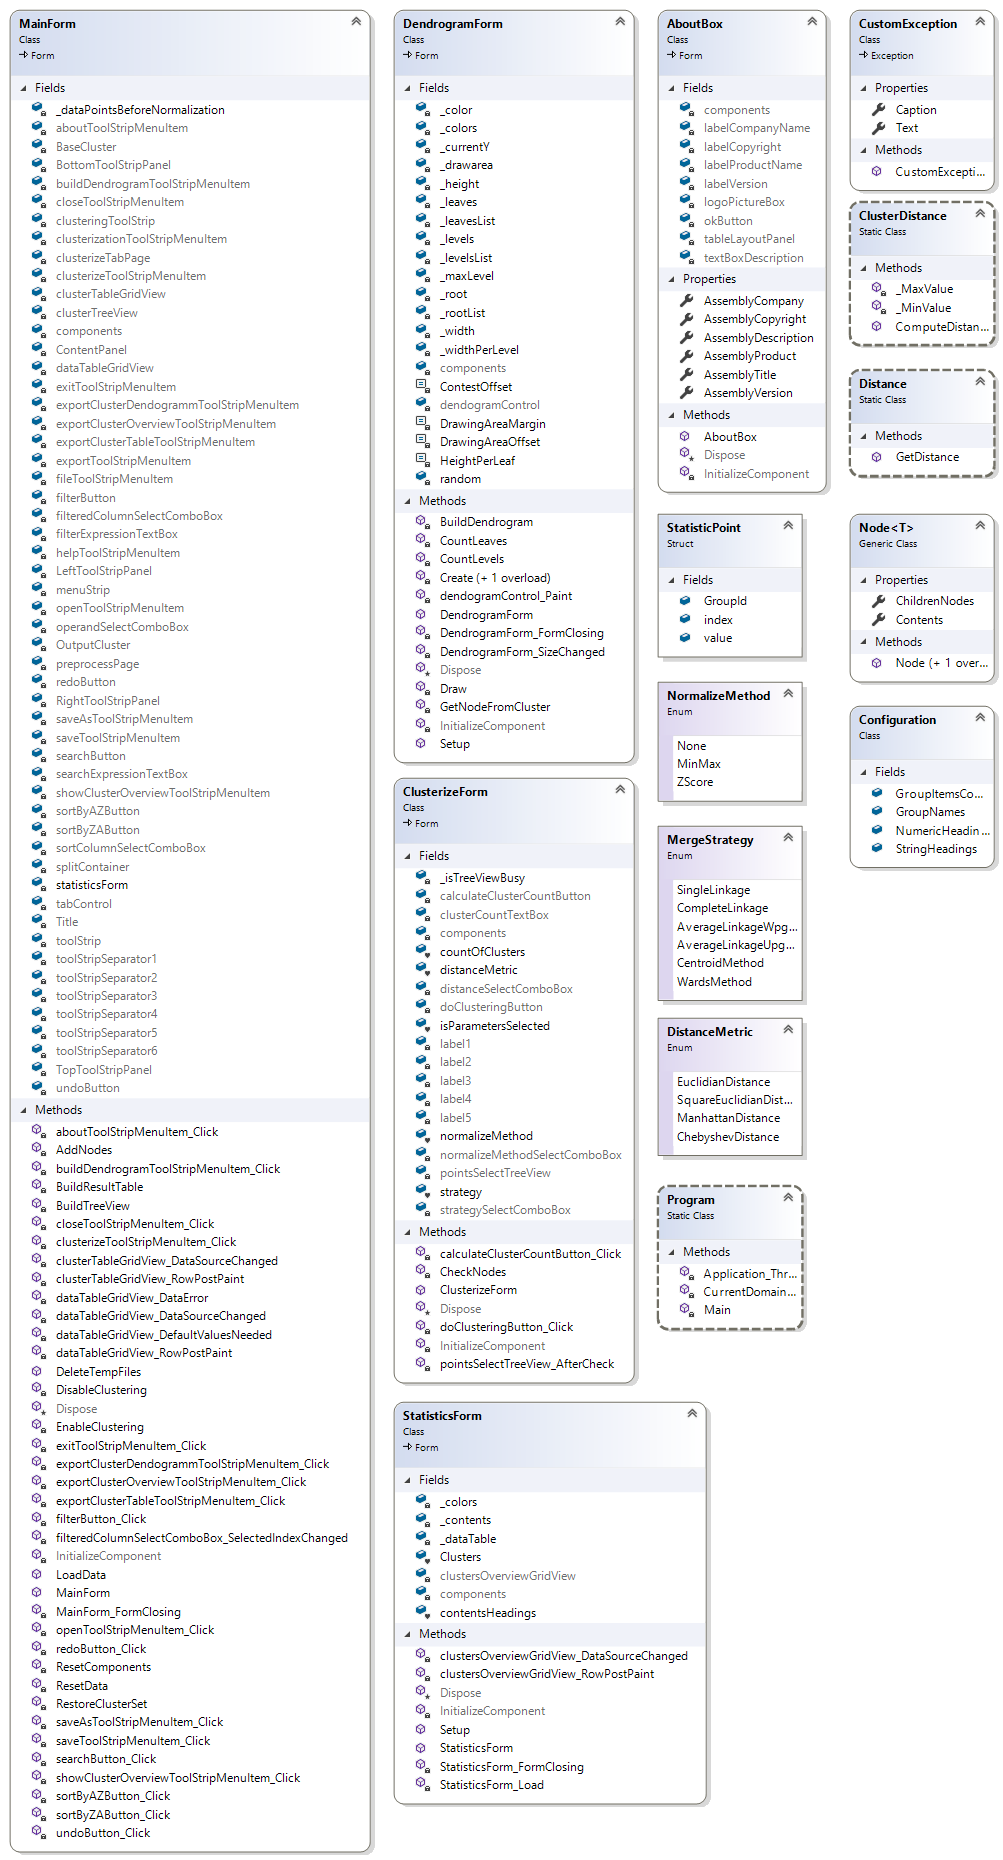 MainForm
Class
Form
Fields
_dataPointsBeforeNormalization
aboutToolStripMenuItem
BaseCluster
BottomToolStripPanel
buildDendrogramToolStripMenuItem
closeToolStripMenuItem
clusteringToolStrip
clusterizationToolStripMenuItem
clusterizeTabPage
clusterizeToolStripMenuItem
clusterTableGridView
clusterTreeView
components
ContentPanel
dataTableGridView
exitToolStripMenuItem
exportClusterDendogrammToolStripMenuItem
exportClusterOverviewToolStripMenuItem
exportClusterTableToolStripMenuItem
exportToolStripMenuItem
fileToolStripMenuItem
filterButton
filteredColumnSelectComboBox
filterExpressionTextBox
helpToolStripMenuItem
LeftToolStripPanel
menuStrip
openToolStripMenuItem
operandSelectComboBox
OutputCluster
preprocessPage
redoButton
RightToolStripPanel
saveAsToolStripMenuItem
saveToolStripMenuItem
searchButton
searchExpressionTextBox
showClusterOverviewToolStripMenuItem
sortByAZButton
sortByZAButton
sortColumnSelectComboBox
splitContainer
statisticsForm
tabControl
Title
toolStrip
toolStripSeparator1
toolStripSeparator2
toolStripSeparator3
toolStripSeparator4
toolStripSeparator5
toolStripSeparator6
TopToolStripPanel
undoButton
Methods
aboutToolStripMenuItem_Click
AddNodes
buildDendrogramToolStripMenuItem_Click
BuildResultTable
BuildTreeView
closeToolStripMenuItem_Click
clusterizeToolStripMenuItem_Click
clusterTableGridView_DataSourceChanged
clusterTableGridView_RowPostPaint
dataTableGridView_DataError
dataTableGridView_DataSourceChanged
dataTableGridView_DefaultValuesNeeded
dataTableGridView_RowPostPaint
DeleteTempFiles
DisableClustering
Dispose
EnableClustering
exitToolStripMenuItem_Click
exportClusterDendogrammToolStripMenuItem_Click
exportClusterOverviewToolStripMenuItem_Click
exportClusterTableToolStripMenuItem_Click
filterButton_Click
filteredColumnSelectComboBox_SelectedIndexChanged
InitializeComponent
LoadData
MainForm
MainForm_FormClosing
openToolStripMenuItem_Click
redoButton_Click
ResetComponents
ResetData
RestoreClusterSet
saveAsToolStripMenuItem_Click
saveToolStripMenuItem_Click
searchButton_Click
showClusterOverviewToolStripMenuItem_Click
sortByAZButton_Click
sortByZAButton_Click
undoButton_Click
DendrogramForm
Class
Form
Fields
_color
_colors
_currentY
_drawarea
_height
_leaves
_leavesList
_levels
_levelsList
_maxLevel
_root
_rootList
_width
_widthPerLevel
components
ContestOffset
dendogramControl
DrawingAreaMargin
DrawingAreaOffset
HeightPerLeaf
random
Methods
BuildDendrogram
CountLeaves
CountLevels
Create (+ 1 overload)
dendogramControl_Paint
DendrogramForm
DendrogramForm_FormClosing
DendrogramForm_SizeChanged
Dispose
Draw
GetNodeFromCluster
InitializeComponent
Setup
ClusterizeForm
Class
Form
Fields
_isTreeViewBusy
calculateClusterCountButton
clusterCountTextBox
components
countOfClusters
distanceMetric
distanceSelectComboBox
doClusteringButton
isParametersSelected
label1
label2
label3
label4
label5
normalizeMethod
normalizeMethodSelectComboBox
pointsSelectTreeView
strategy
strategySelectComboBox
Methods
calculateClusterCountButton_Click
CheckNodes
ClusterizeForm
Dispose
doClusteringButton_Click
InitializeComponent
pointsSelectTreeView_AfterCheck
StatisticsForm
Class
Form
Fields
_colors
_contents
_dataTable
Clusters
clustersOverviewGridView
components
contentsHeadings
Methods
clustersOverviewGridView_DataSourceChanged
clustersOverviewGridView_RowPostPaint
Dispose
InitializeComponent
Setup
StatisticsForm
StatisticsForm_FormClosing
StatisticsForm_Load
AboutBox
Class
Form
Fields
components
labelCompanyName
labelCopyright
labelProductName
labelVersion
logoPictureBox
okButton
tableLayoutPanel
textBoxDescription
Properties
AssemblyCompany
AssemblyCopyright
AssemblyDescription
AssemblyProduct
AssemblyTitle
AssemblyVersion
Methods
AboutBox
Dispose
InitializeComponent
StatisticPoint
Struct
Fields
GroupId
index
value
NormalizeMethod
Enum
None
MinMax
ZScore
MergeStrategy
Enum
SingleLinkage
CompleteLinkage
AverageLinkageWpg...
AverageLinkageUpg...
CentroidMethod
WardsMethod
DistanceMetric
Enum
EuclidianDistance
SquareEuclidianDist...
ManhattanDistance
ChebyshevDistance
Program
Static Class
Methods
Application_Thr...
CurrentDomain...
Main
CustomException
Class
Exception
Properties
Caption
Text
Methods
CustomExcepti...
ClusterDistance
Static Class
Methods
_MaxValue
_MinValue
ComputeDistan...
Distance
Static Class
Methods
GetDistance
Node<T>
Generic Class
Properties
ChildrenNodes
Contents
Methods
Node (+ 1 over...
Configuration
Class
Fields
GroupItemsCo...
GroupNames
NumericHeadin...
StringHeadings